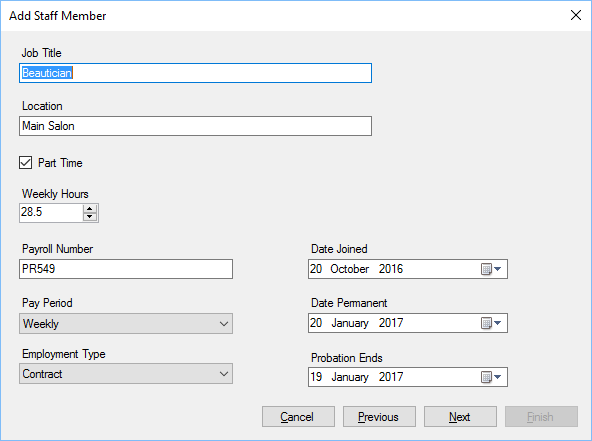 Add Staff Member
Job Title
Beautician
Location
Main Salon
Part Time
Weekly Hours
28.5
Payroll Number
PR549
Date Joined
20 October 2016
Pay Period
Weekly
Date Permanent
20 January 2017
Employment Type
Contract
Probation Ends
19 January 2017
Cancel Previous Next Finish